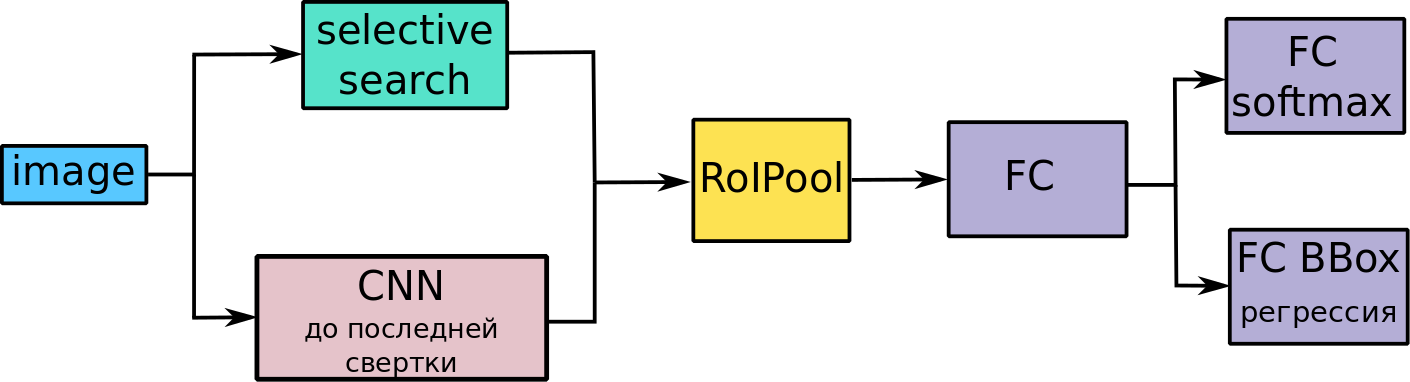 image
selective
search
CNN
до последней
свертки
RoIPool
FC
FC
softmax
FC BBox
регрессия